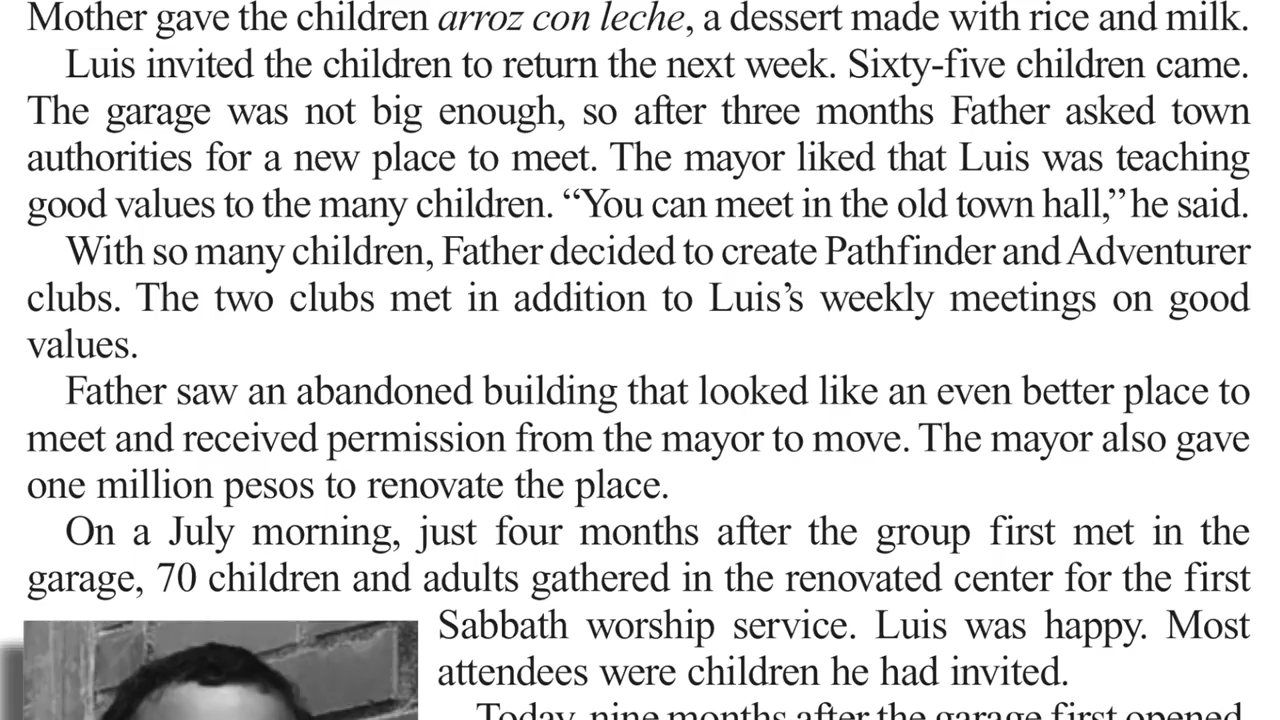 Mother gave the children arroz con leche, a dessert made with rice and milk.
Luis invited the children to return the next week. Sixty-five children came.
The garage was not big enough, so after three months Father asked town
authorities for a new place to meet. The mayor liked that Luis was teaching
good values to the many children. “You can meet in the old town hall,” he said.
With so many children, Father decided to create Pathfinder and Adventurer
clubs. The two clubs met in addition to Luis’s weekly meetings on good
values.
Father saw an abandoned building that looked like an even better place to
meet and received permission from the mayor to move. The mayor also gave
one million pesos to renovate the place.
On a July morning, just four months after the group first met in the
garage, 70 children and adults gathered in the renovated center for the first
Sabbath worship service. Luis was happy. Most
attendees were children he had invited.
Today, nine months after the garage first opened,